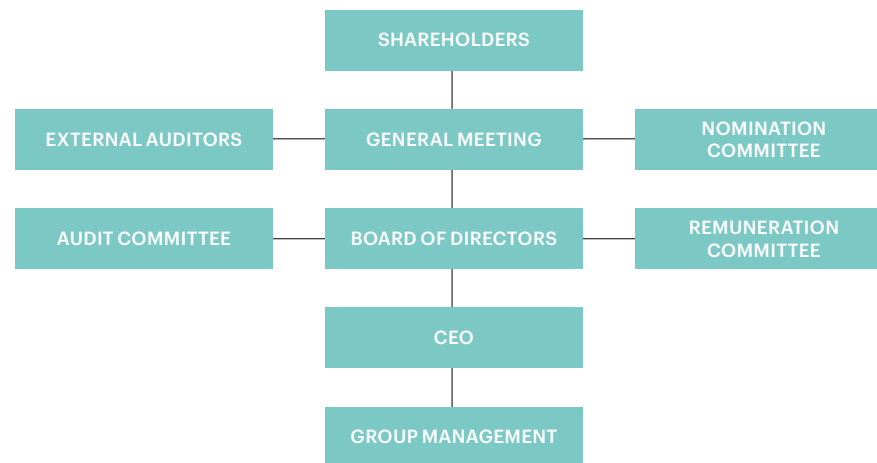 SHAREHOLDERS
EXTERNAL AUDITORS
GENERAL MEETING
NOMINATION
COMMITTEE
AUDIT COMMITTEE
BOARD OF DIRECTORS
REMUNERATION
COMMITTEE
CEO
GROUP MANAGEMENT